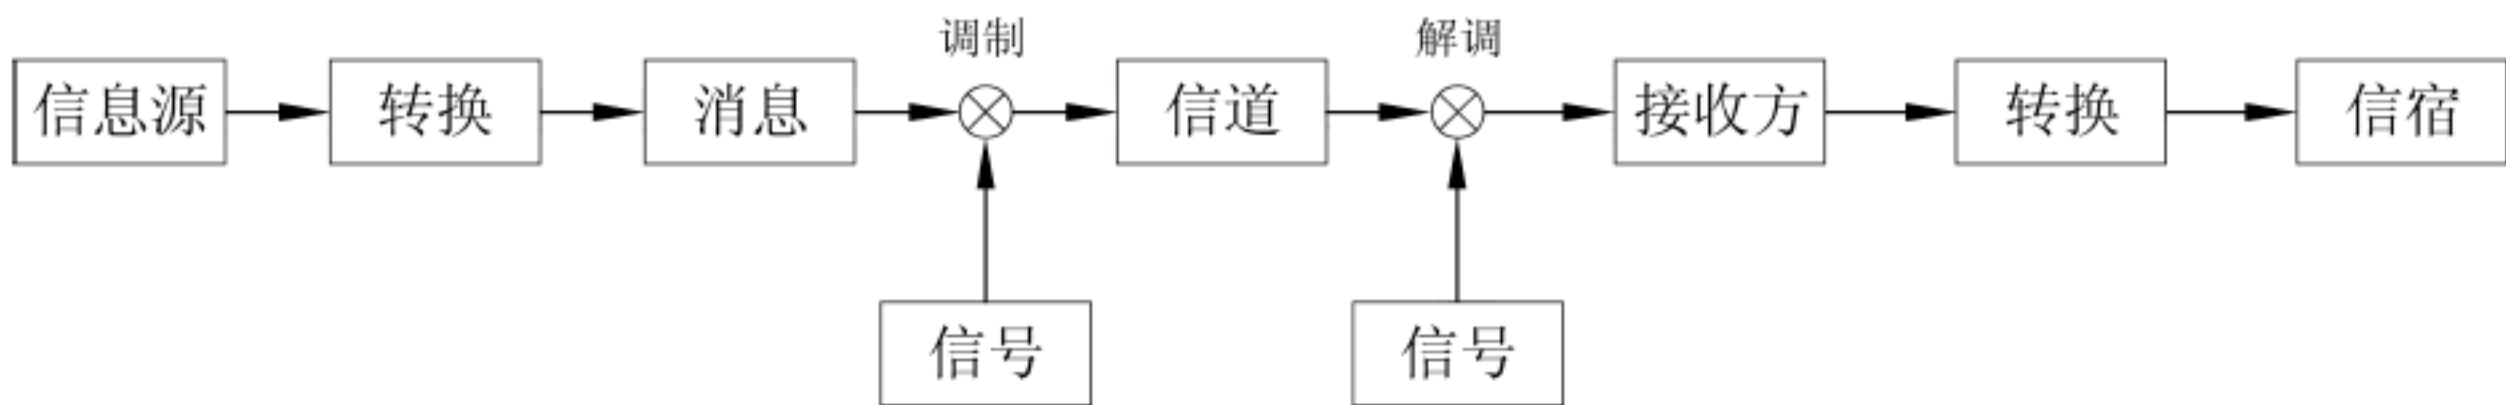 调制 解调
信息源 转换 消息 信道 接收方 转换 信宿
信号 信号